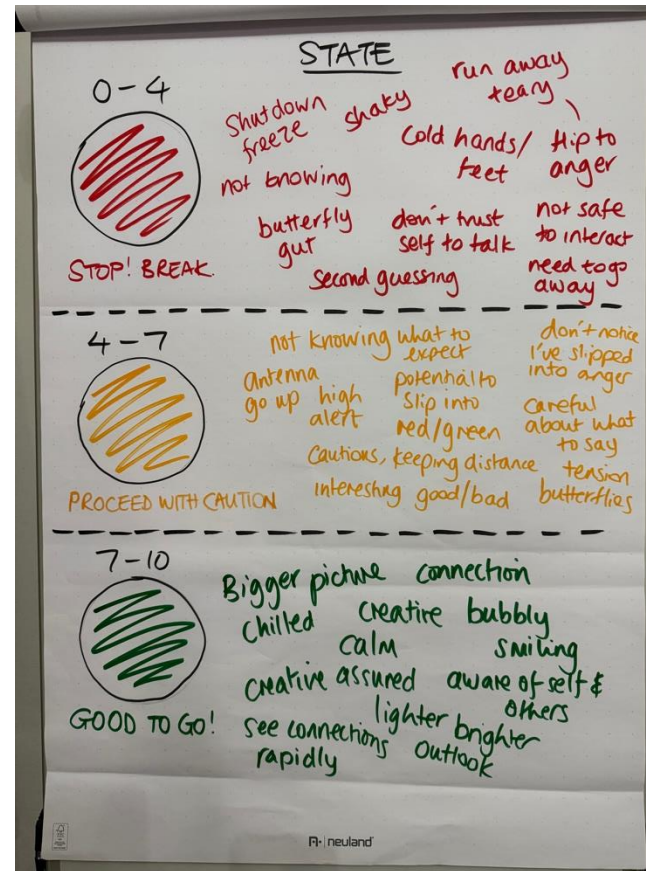 STATE
0-4
STOP! BREAK.
run away
teary
Shutdown
freeze
shaky
Cold hands/
feet
flip to
anger
not knowing
butterfly
gut
don't trust
self to talk
not safe
to interact
second guessing
need to go
away
4-7
PROCEED WITH CAUTION
not knowing what to
expect
don't notice
I've slipped
into anger
antenna
go up
high
alert
potential to
slip into
red/green
careful
about what
to say
Cautious, keeping distance
tension
interesting good/bad
butterflies
7-10
GOOD TO GO!
Bigger picture
connection
chilled
creative
bubbly
calm
smiling
creative
assured
aware of self &
others
lighter brighter
outlook
see connections
rapidly
neuland